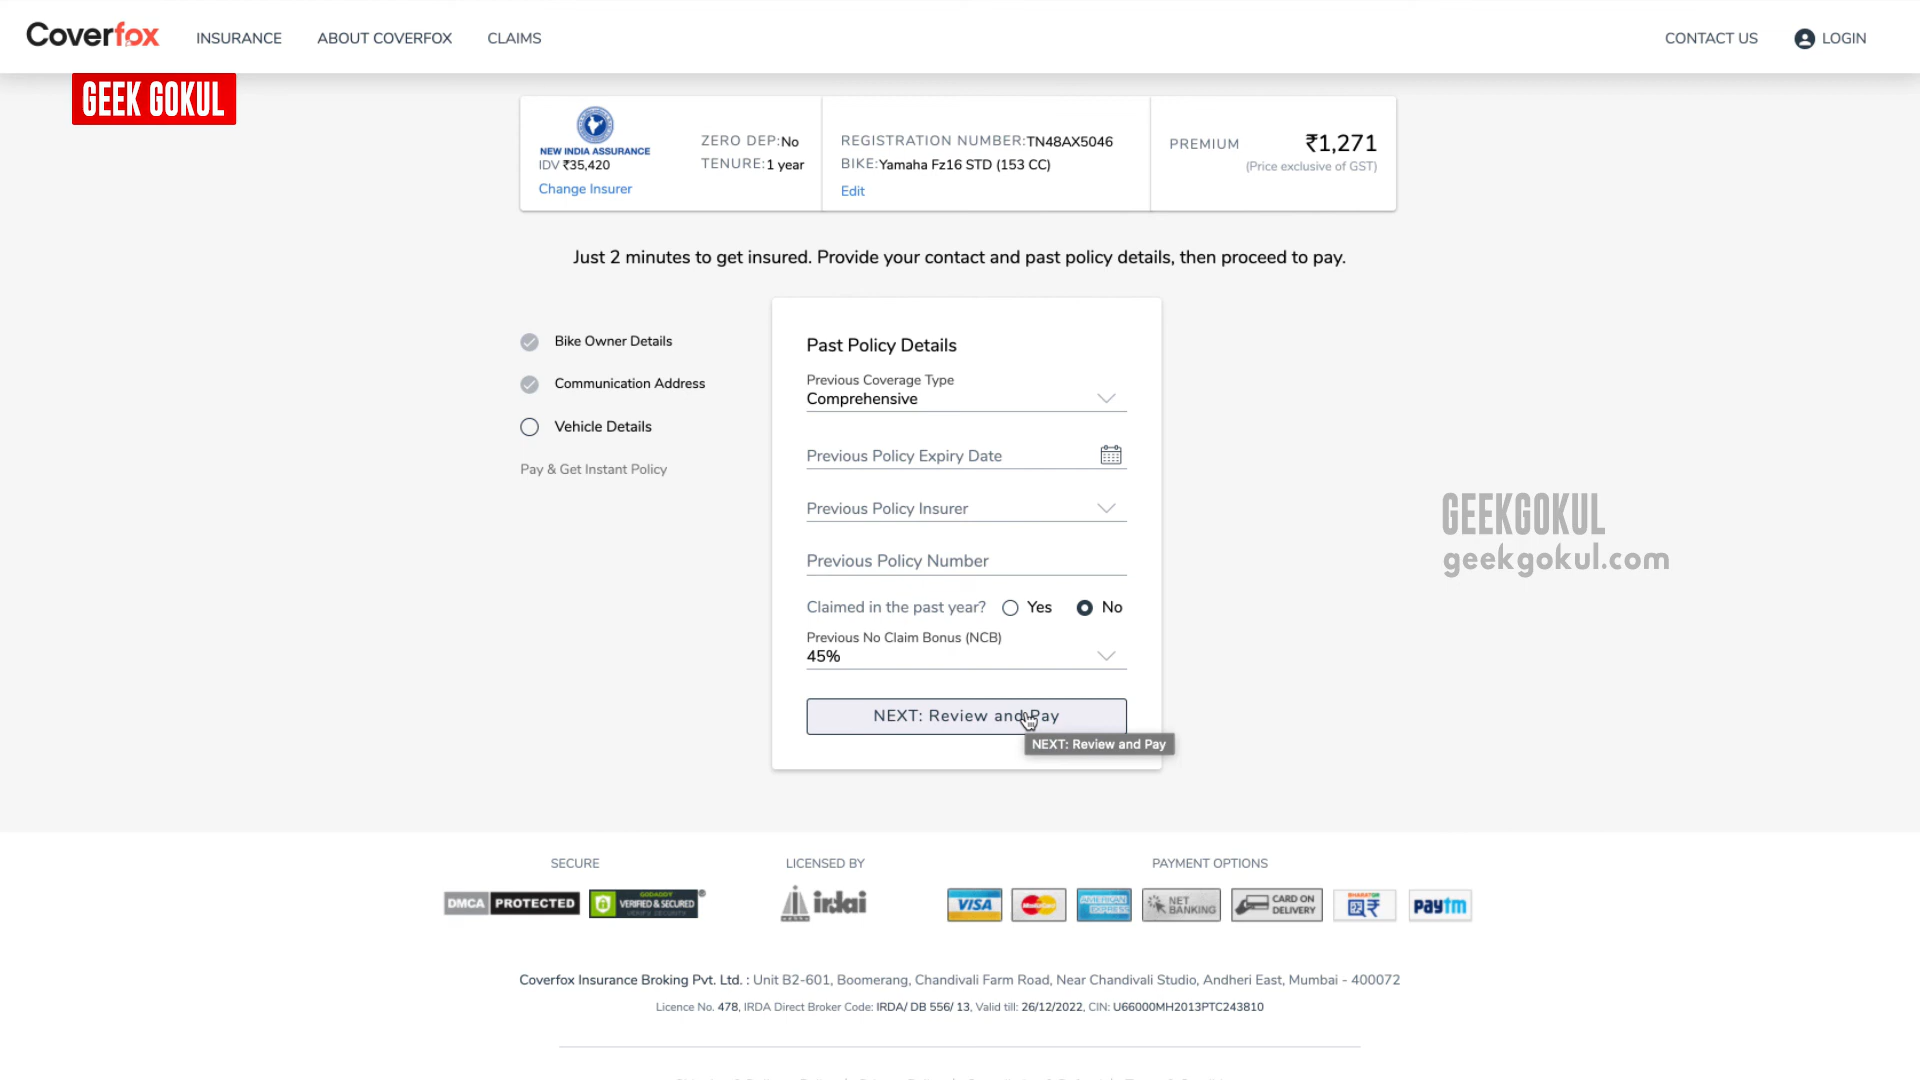 Coverfox INSURANCE ABOUT COVERFOX CLAIMS CONTACT US LOGIN
GEEK GOKUL
NEW INDIA ASSURANCE
IDV ₹35,420
Change Insurer
ZERO DEP:No
TENURE:1 year
REGISTRATION NUMBER:TN48AX5046
BIKE:Yamaha Fz16 STD (153 CC)
Edit
PREMIUM ₹1,271
(Price exclusive of GST)
Just 2 minutes to get insured. Provide your contact and past policy details, then proceed to pay.
Bike Owner Details
Communication Address
Vehicle Details
Pay & Get Instant Policy
Past Policy Details
Previous Coverage Type
Comprehensive
Previous Policy Expiry Date
Previous Policy Insurer
Previous Policy Number
Claimed in the past year? Yes No
Previous No Claim Bonus (NCB)
45%
NEXT: Review and Pay
NEXT: Review and Pay
GEEKGOKUL
geekgokul.com
SECURE LICENSED BY PAYMENT OPTIONS
DMCA PROTECTED
GODADDY
VERIFIED & SECURED
irdai
VISA
MasterCard
AMERICAN EXPRESS
NET BANKING
CARD ON DELIVERY
BHARATQR
Paytm
Coverfox Insurance Broking Pvt. Ltd. : Unit B2-601, Boomerang, Chandivali Farm Road, Near Chandivali Studio, Andheri East, Mumbai - 400072
Licence No. 478, IRDA Direct Broker Code: IRDA/ DB 556/ 13, Valid till: 26/12/2022, CIN: U66000MH2013PTC243810